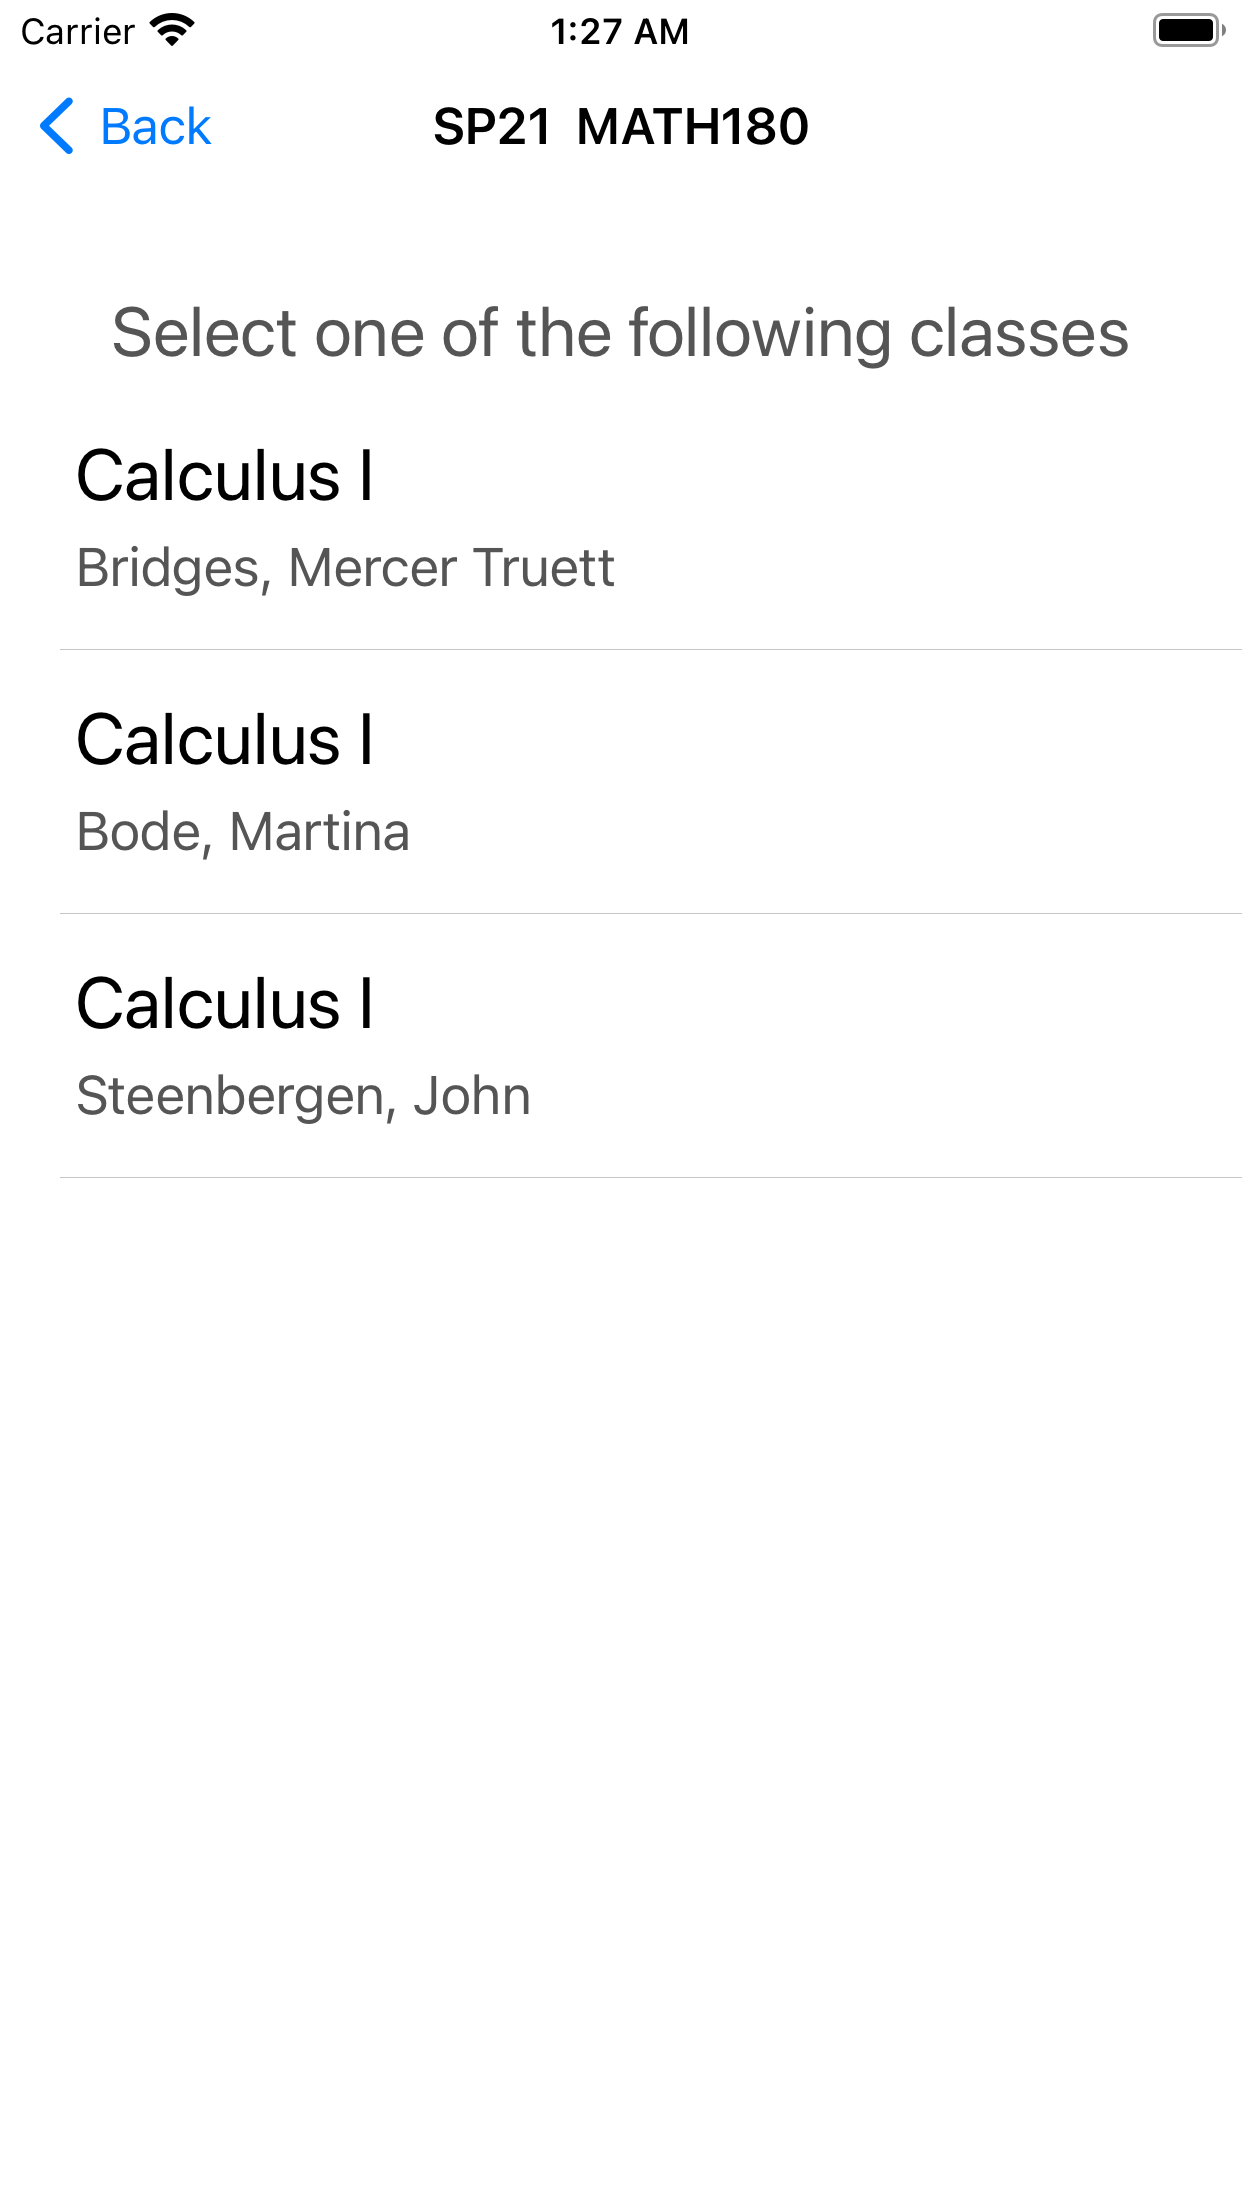 Carrier 1:27 AM
Back SP21 MATH180
Select one of the following classes
Calculus I
Bridges, Mercer Truett
Calculus I
Bode, Martina
Calculus I
Steenbergen, John